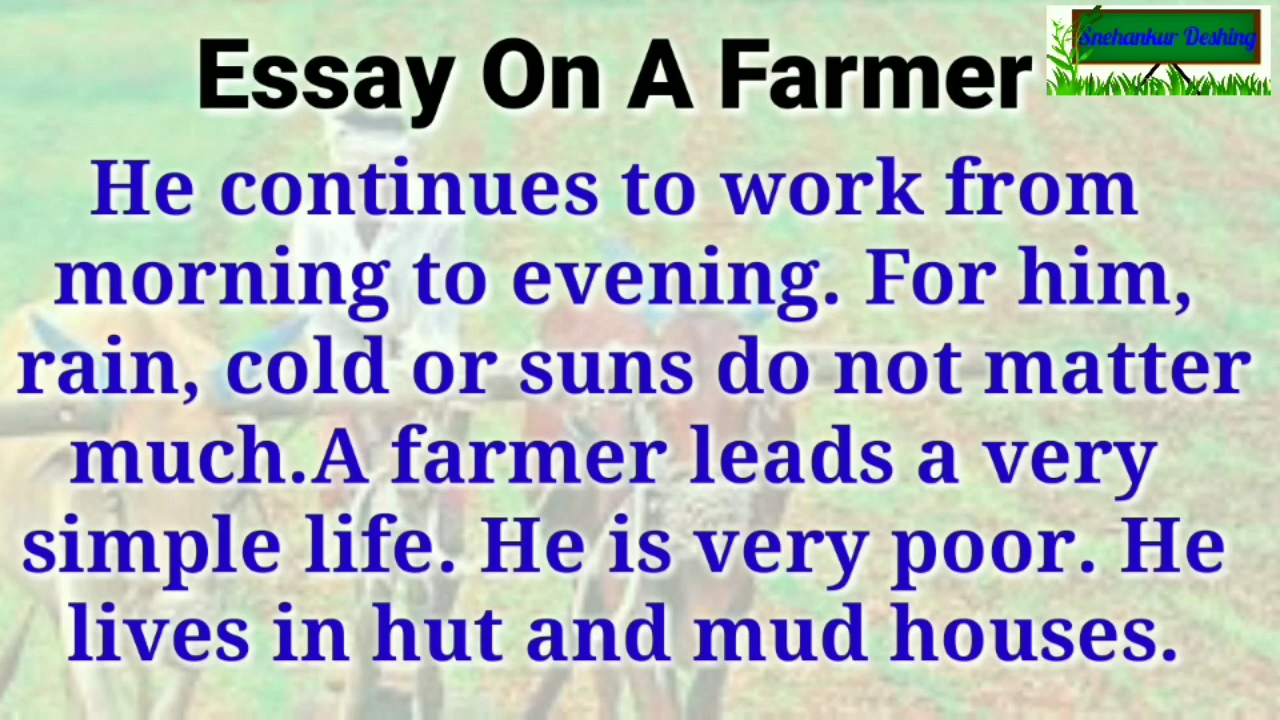 Essay On A Farmer
Snehankur Deshing
He continues to work from
morning to evening. For him,
rain, cold or suns do not matter
much.A farmer leads a very
simple life. He is very poor. He
lives in hut and mud houses.